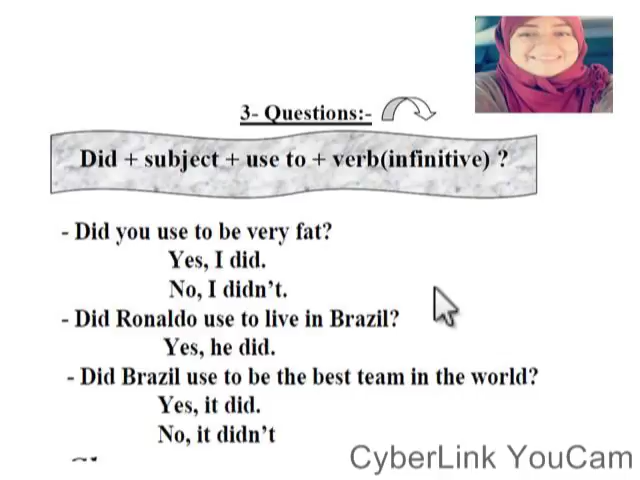 3- Questions:-
Did + subject + use to + verb(infinitive) ?
- Did you use to be very fat?
Yes, I did.
No, I didn’t.
- Did Ronaldo use to live in Brazil?
Yes, he did.
- Did Brazil use to be the best team in the world?
Yes, it did.
No, it didn’t
CyberLink YouCam